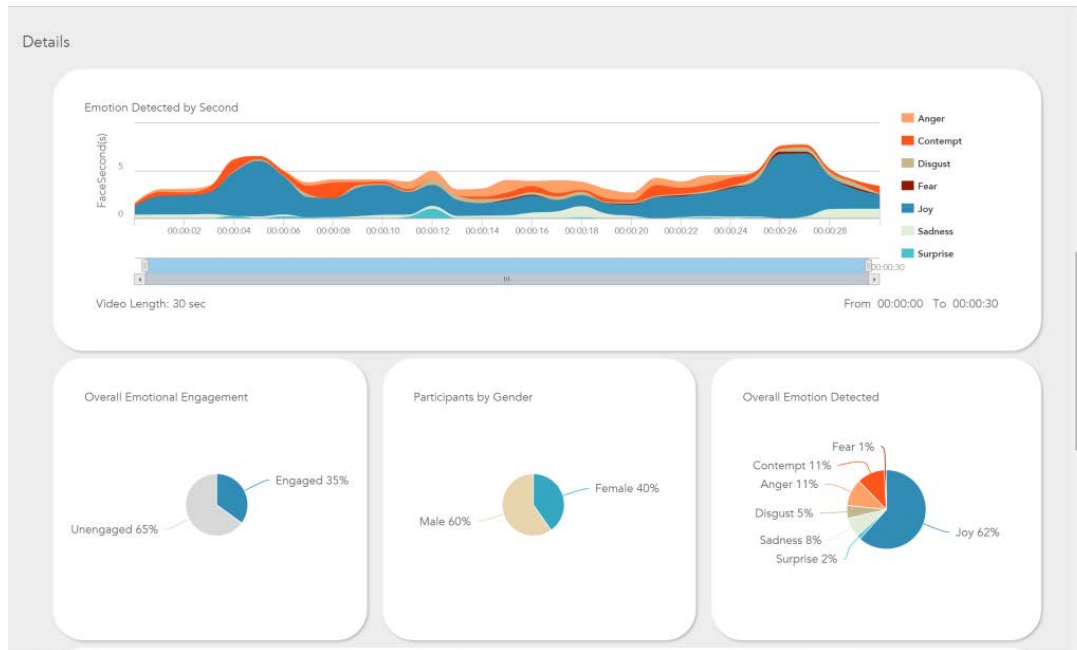 Details
Emotion Detected by Second
FaceSecond(s)
5
0
00:00:02 00:00:04 00:00:06 00:00:08 00:00:10 00:00:12 00:00:14 00:00:16 00:00:18 00:00:20 00:00:22 00:00:24 00:00:26 00:00:28
Anger
Contempt
Disgust
Fear
Joy
Sadness
Surprise
00:00:30
Video Length: 30 sec
From 00:00:00 To 00:00:30
Overall Emotional Engagement
Engaged 35%
Unengaged 65%
Participants by Gender
Female 40%
Male 60%
Overall Emotion Detected
Fear 1%
Contempt 11%
Anger 11%
Disgust 5%
Joy 62%
Sadness 8%
Surprise 2%